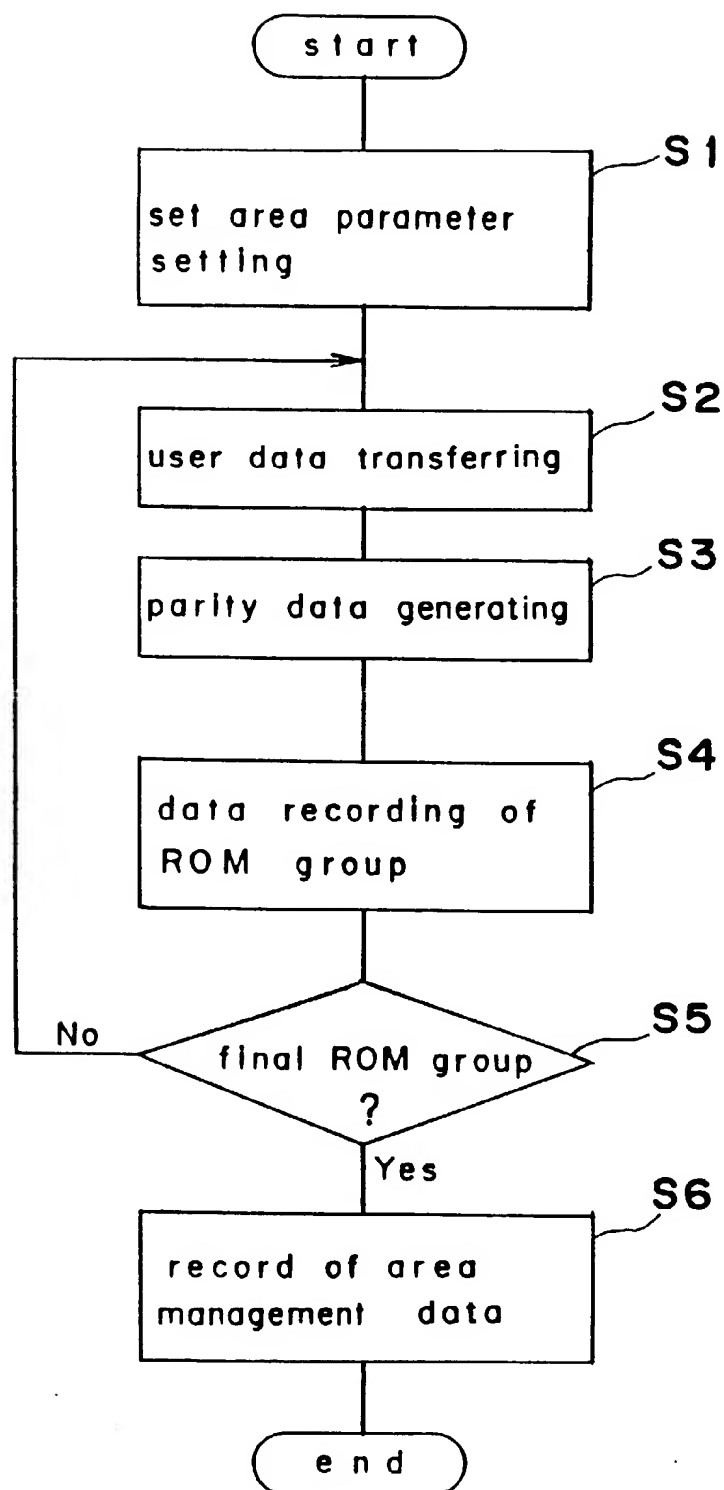 start
S1
set area parameter
setting
S2
user data transferring
S3
parity data generating
S4
data recording of
ROM group
S5
No
final ROM group
?
Yes
S6
record of area
management data
end